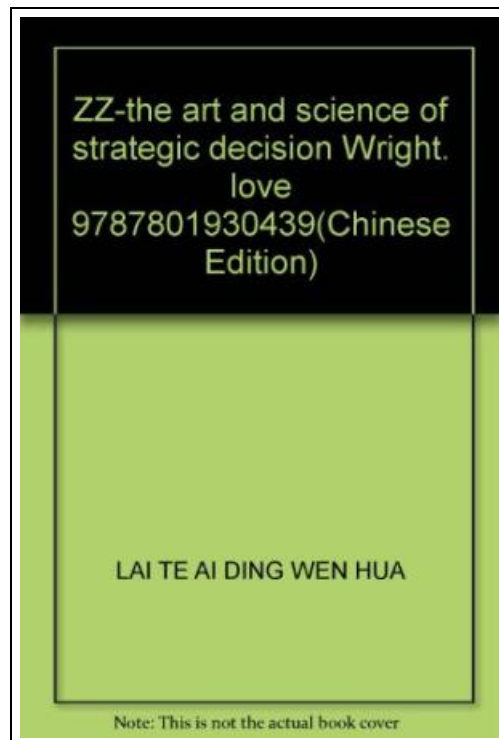 ZZ-the art and science of
strategic decision Wright.
love
9787801930439(Chinese
Edition)
LAI TE AI DING WEN HUA
Note: This is not the actual book cover